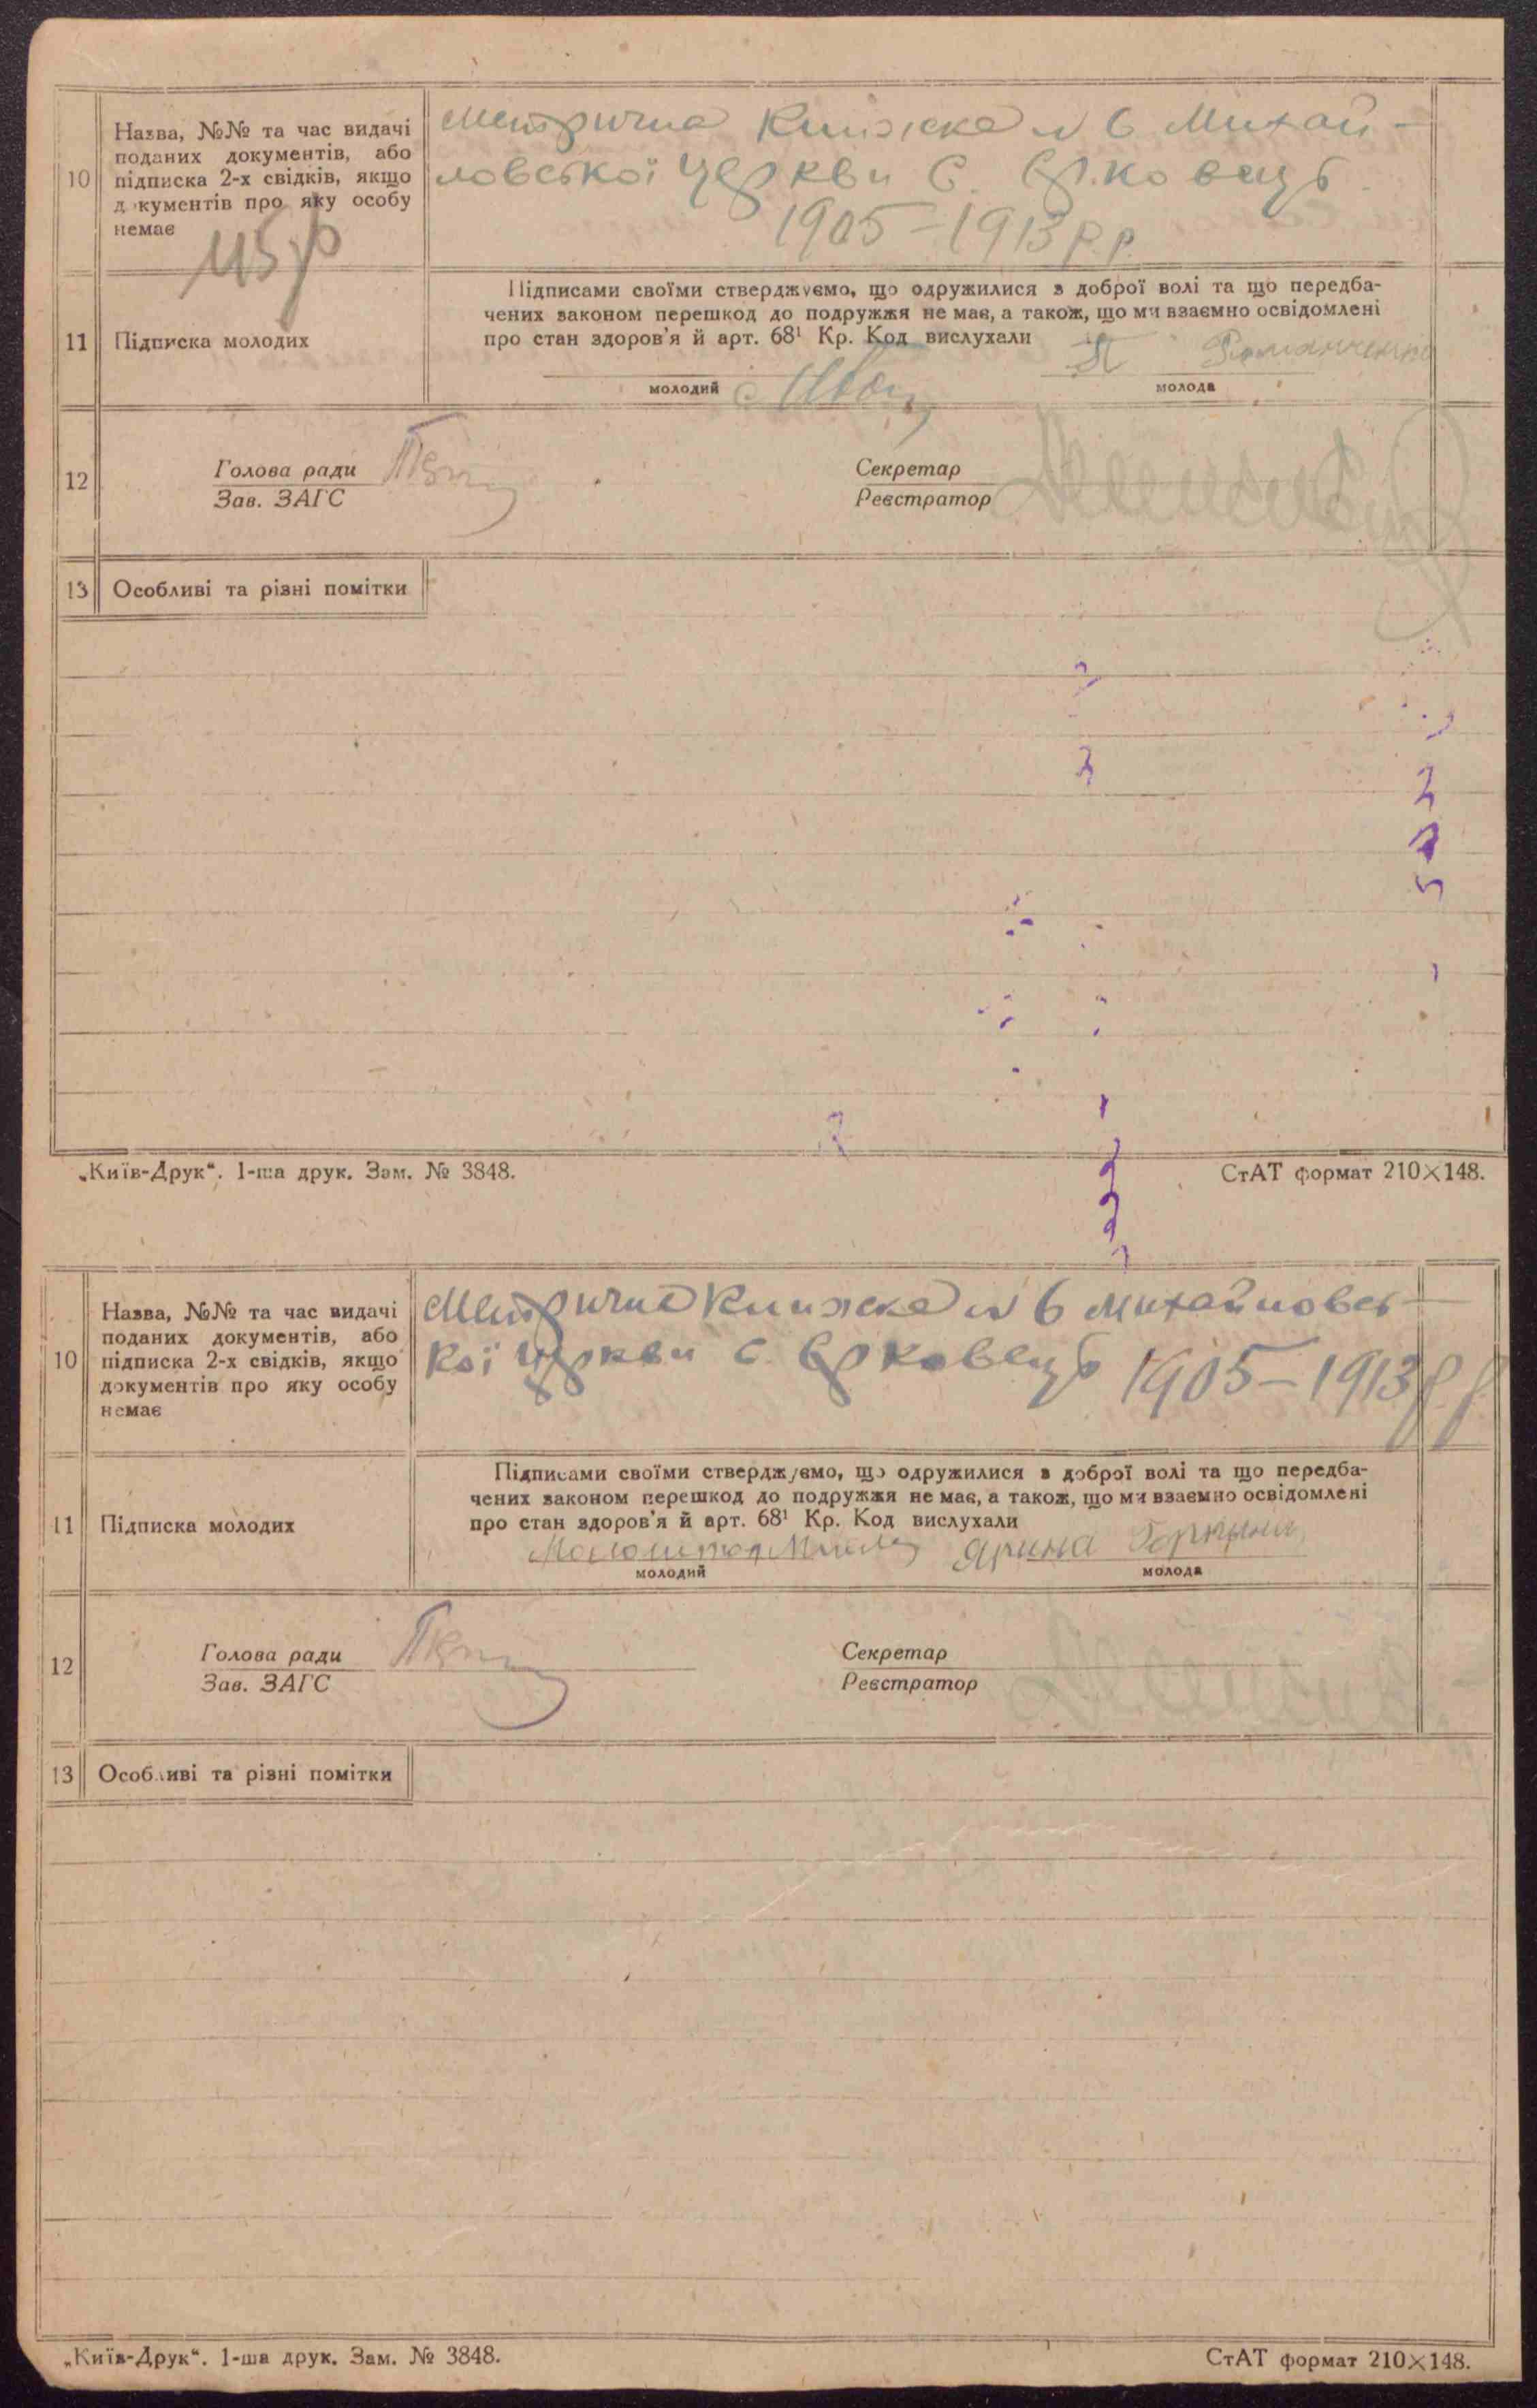 10
Назва, №№ та час видачі
поданих документів, або
підписка 2-х свідків, якщо
д кументів про яку особу
немає
Метрична Книжка № 6 Михай-
ловської церкви с. Єрковець
1905-1913 р.р.
11
Підписка молодих
Підписами своїми стверджуємо, що одружилися з доброї волі та що передба-
чених законом перешкод до подружжя не має, а також, що ми взаємно освідомлені
про стан здоров'я й арт. 68¹ Кр. Код вислухали
Романченко
молодий молода
12
Голова ради Секретар
Зав. ЗАГС Реєстратор
13 Особливі та різні помітки
„Київ-Друк“. 1-ша друк. Зам. № 3848. СтАТ формат 210×148.
10
Назва, №№ та час видачі
поданих документів, або
підписка 2-х свідків, якщо
документів про яку особу
немає
Метрична Книжка № 6 Михайловсь-
кої церкви с. Єрковець 1905-1913 р.р.
11
Підписка молодих
Підписами своїми стверджуємо, що одружилися з доброї волі та що передба-
чених законом перешкод до подружжя не має, а також, що ми взаємно освідомлені
про стан здоров'я й арт. 68¹ Кр. Код вислухали
Ярина
молодий молода
12
Голова ради Секретар
Зав. ЗАГС Реєстратор
13 Особливі та різні помітки
„Київ-Друк“. 1-ша друк. Зам. № 3848. СтАТ формат 210×148.